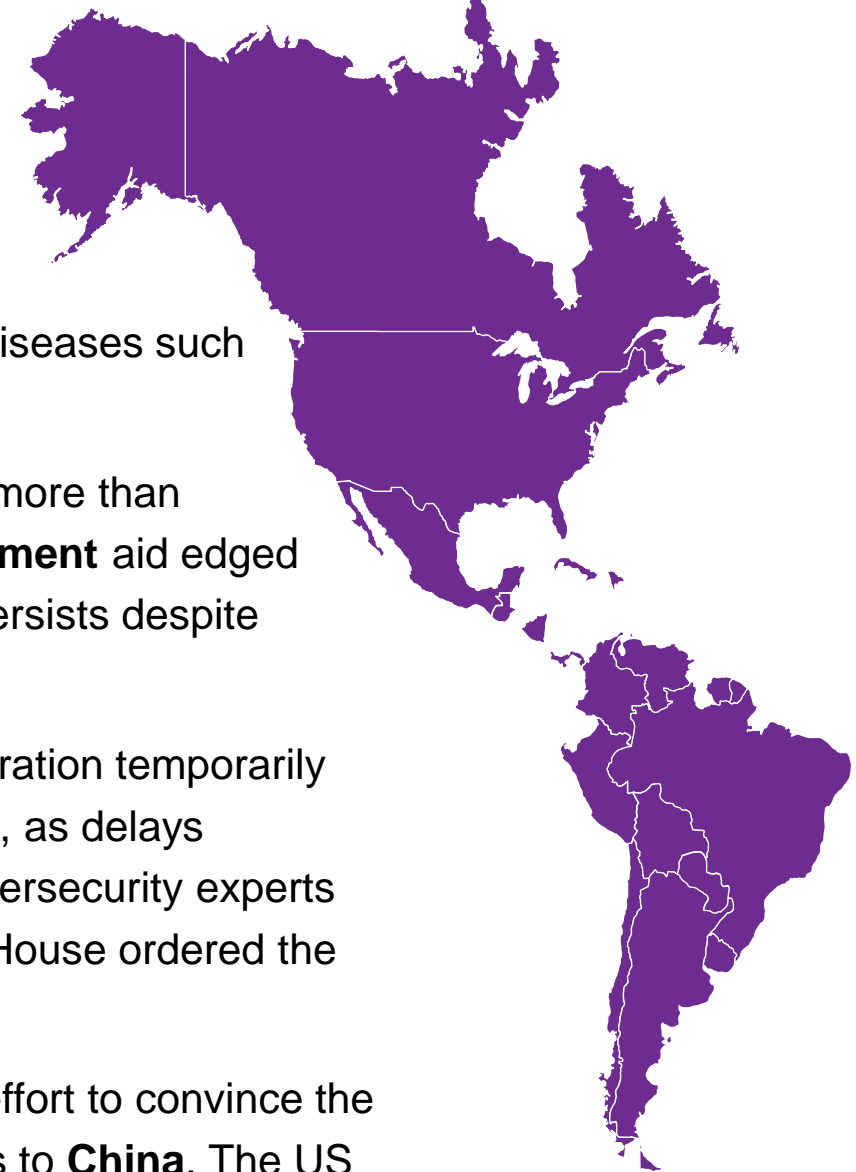 iseases such
more than
ment aid edged
ersists despite
ration temporarily
, as delays
ersecurity experts
House ordered the
ffort to convince the
s to China. The US